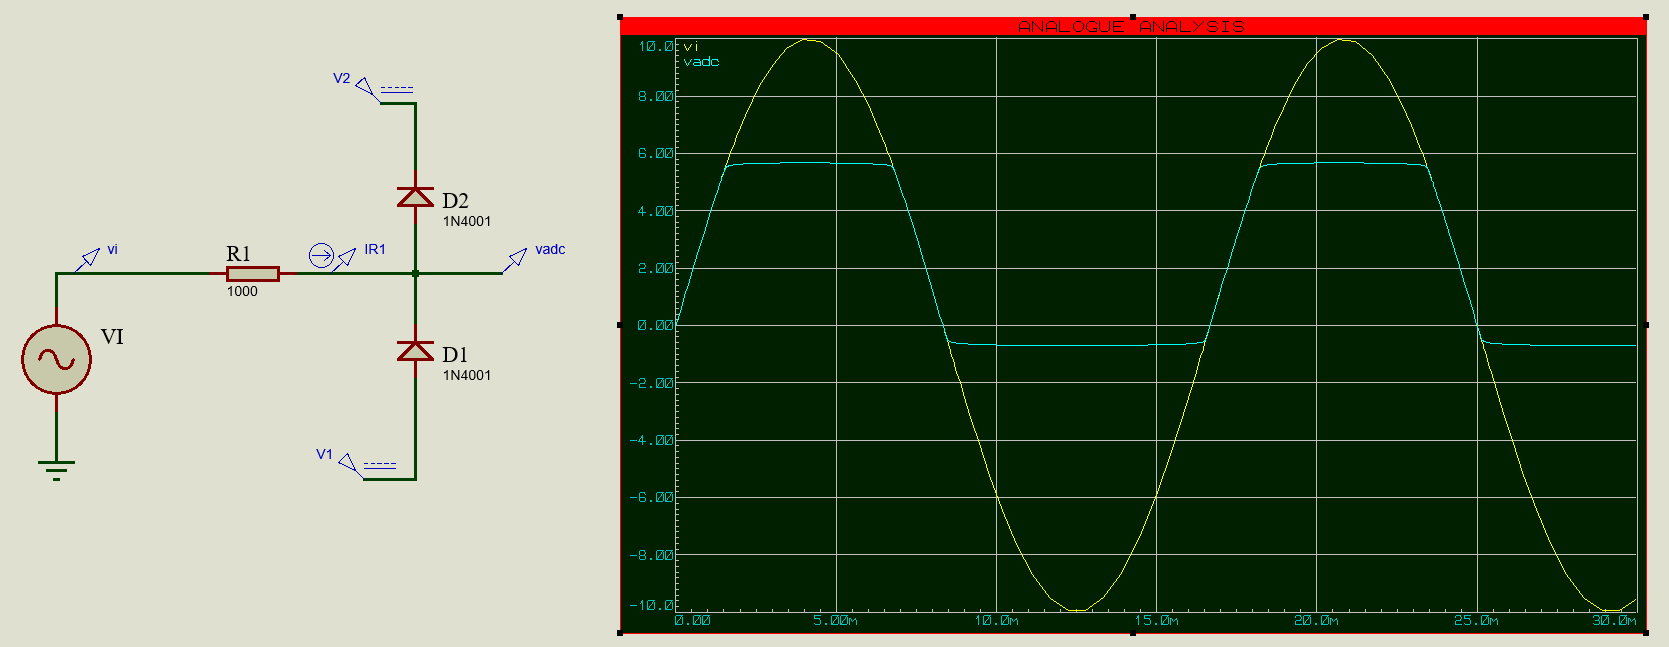 V2
D2
1N4001
vi
R1
1000
IR1
vadc
VI
D1
1N4001
V1
ANALOGUE ANALYSIS
vi
vadc
10.0
8.00
6.00
4.00
2.00
0.00
-2.00
-4.00
-6.00
-8.00
-10.0
0.00 5.00m 10.0m 15.0m 20.0m 25.0m 30.0m